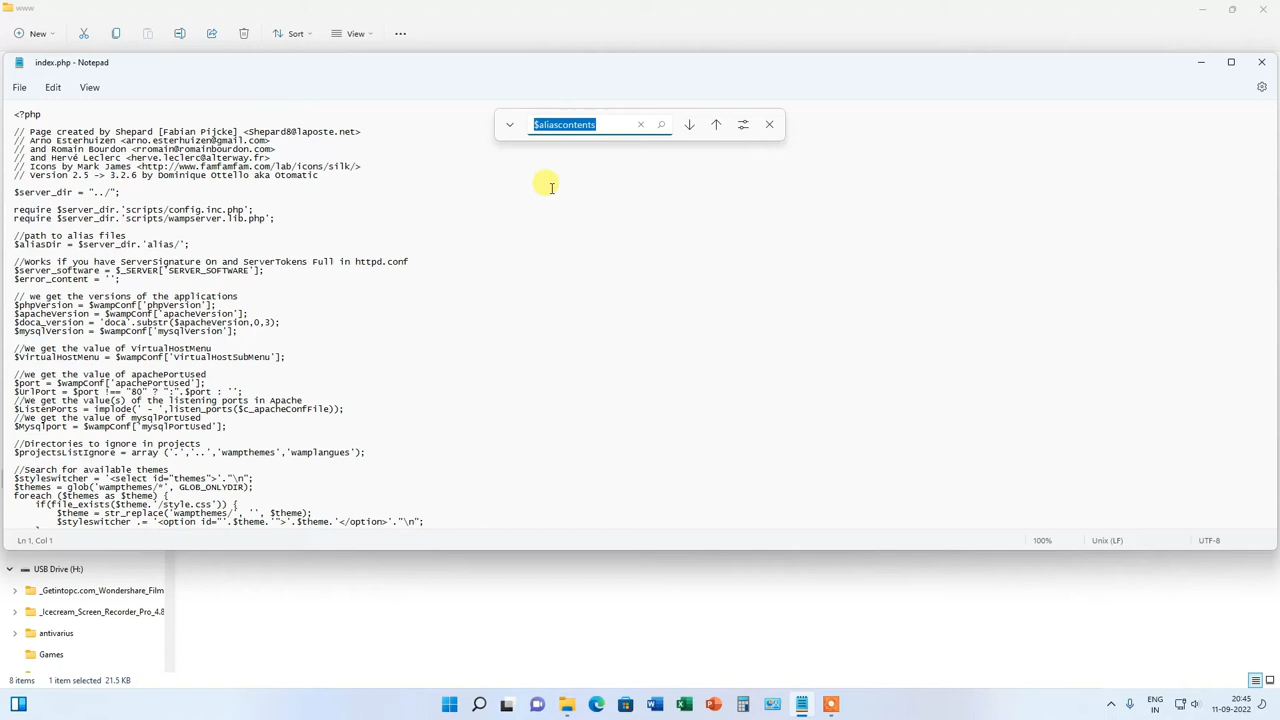 www
New
Sort
View
index.php - Notepad
File
Edit
View
$aliascontents
<?php
// Page created by Shepard [Fabian Pijcke] <Shepard8@laposte.net>
// Arno Esterhuizen <arno.esterhuizen@gmail.com>
// and Romain Bourdon <rromain@romainbourdon.com>
// and Hervé Leclerc <herve.leclerc@alterway.fr>
// Icons by Mark James <http://www.famfamfam.com/lab/icons/silk/>
// Version 2.5 -> 3.2.6 by Dominique Ottello aka Otomatic
$server_dir = "../";
require $server_dir.'scripts/config.inc.php';
require $server_dir.'scripts/wampserver.lib.php';
//path to alias files
$aliasDir = $server_dir.'alias/';
//Works if you have ServerSignature On and ServerTokens Full in httpd.conf
$server_software = $_SERVER['SERVER_SOFTWARE'];
$error_content = '';
// we get the versions of the applications
$phpVersion = $wampConf['phpVersion'];
$apacheVersion = $wampConf['apacheVersion'];
$doca_version = 'doca'.substr($apacheVersion,0,3);
$mysqlVersion = $wampConf['mysqlVersion'];
//We get the value of VirtualHostMenu
$VirtualHostMenu = $wampConf['VirtualHostSubMenu'];
//we get the value of apachePortUsed
$port = $wampConf['apachePortUsed'];
$UrlPort = $port !== "80" ? ":".$port : '';
//We get the value(s) of the listening ports in Apache
$ListenPorts = implode(' - ',listen_ports($c_apacheConfFile));
//We get the value of mysqlPortUsed
$Mysqlport = $wampConf['mysqlPortUsed'];
//Directories to ignore in projects
$projectsListIgnore = array ('.','..','wampthemes','wamplangues');
//Search for available themes
$styleswitcher = '<select id="themes">'."\n";
$themes = glob('wampthemes/*', GLOB_ONLYDIR);
foreach ($themes as $theme) {
if(file_exists($theme.'/style.css')) {
$theme = str_replace('wampthemes/', '', $theme);
$styleswitcher .= '<option id="'.$theme.'">'.$theme.'</option>'."\n";
Ln 1, Col 1
100%
Unix (LF)
UTF-8
USB Drive (H:)
_Getintopc.com_Wondershare_Film
_Icecream_Screen_Recorder_Pro_4.8
antivarius
Games
8 items
1 item selected 21.5 KB
ENG
IN
20:45
11-09-2022